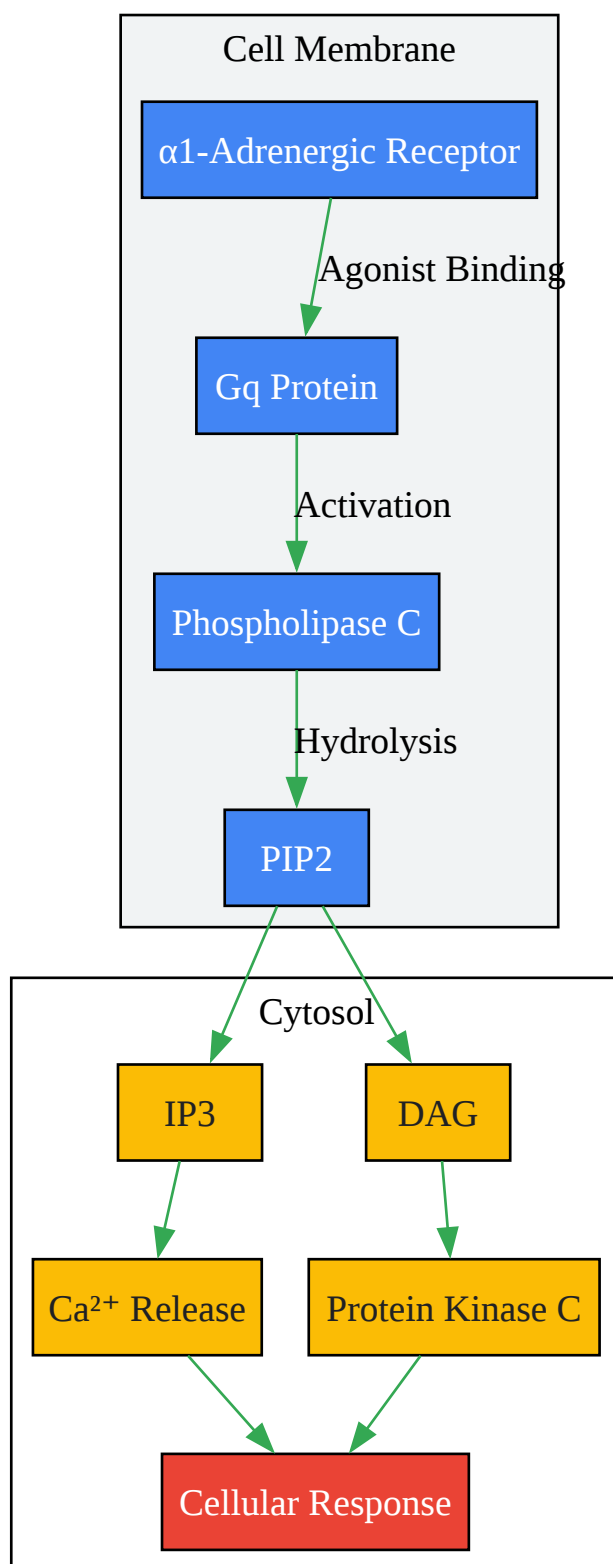 Cell Membrane
α1-Adrenergic Receptor
Agonist Binding
Gq Protein
Activation
Phospholipase C
Hydrolysis
PIP2
Cytosol
IP3
DAG
Ca²⁺ Release
Protein Kinase C
Cellular Response